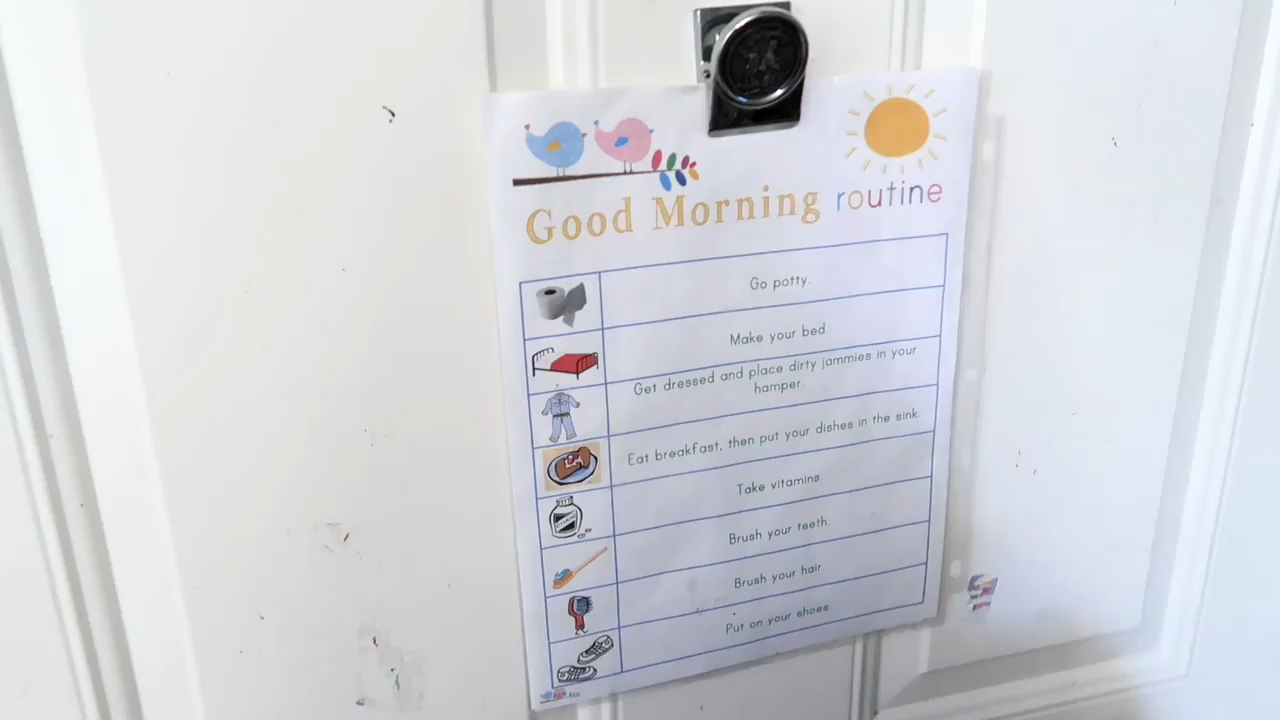 Good Morning routine
Go potty.
Make your bed.
Get dressed and place dirty jammies in your
hamper.
Eat breakfast, then put your dishes in the sink.
Take vitamins.
Brush your teeth.
Brush your hair.
Put on your shoes